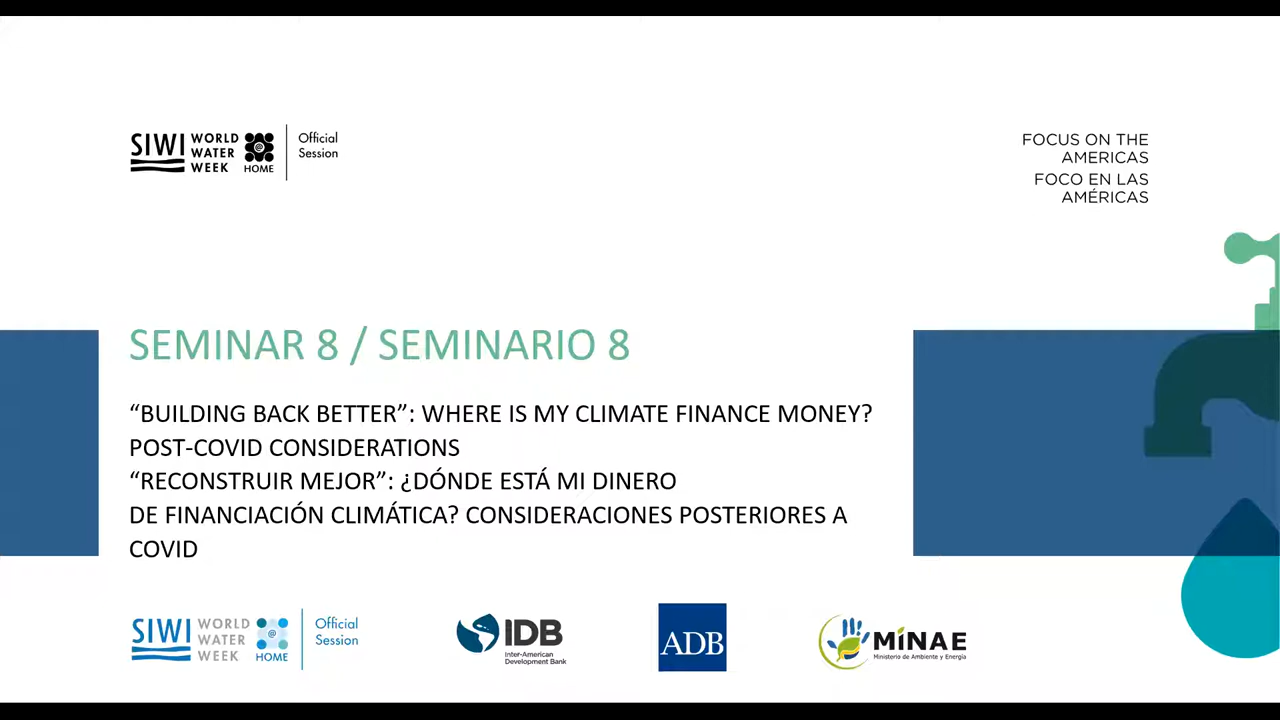 SIWI WORLD WATER WEEK @ HOME Official Session
FOCUS ON THE
AMERICAS
FOCO EN LAS
AMÉRICAS
SEMINAR 8 / SEMINARIO 8
“BUILDING BACK BETTER”: WHERE IS MY CLIMATE FINANCE MONEY?
POST-COVID CONSIDERATIONS
“RECONSTRUIR MEJOR”: ¿DÓNDE ESTÁ MI DINERO
DE FINANCIACIÓN CLIMÁTICA? CONSIDERACIONES POSTERIORES A
COVID
SIWI WORLD WATER WEEK @ HOME Official Session
IDB
Inter-American
Development Bank
ADB
MINAE
Ministerio de Ambiente y Energía